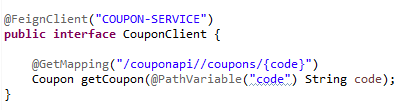 @FeignClient("COUPON-SERVICE")
public interface CouponClient {
@GetMapping("/couponapi//coupons/{code}")
Coupon getCoupon(@PathVariable("code") String code);
}